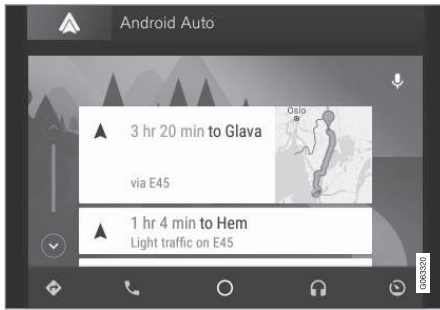 Android Auto
3 hr 20 min to Glava
Oslo
via E45
1 hr 4 min to Hem
Light traffic on E45
G063320